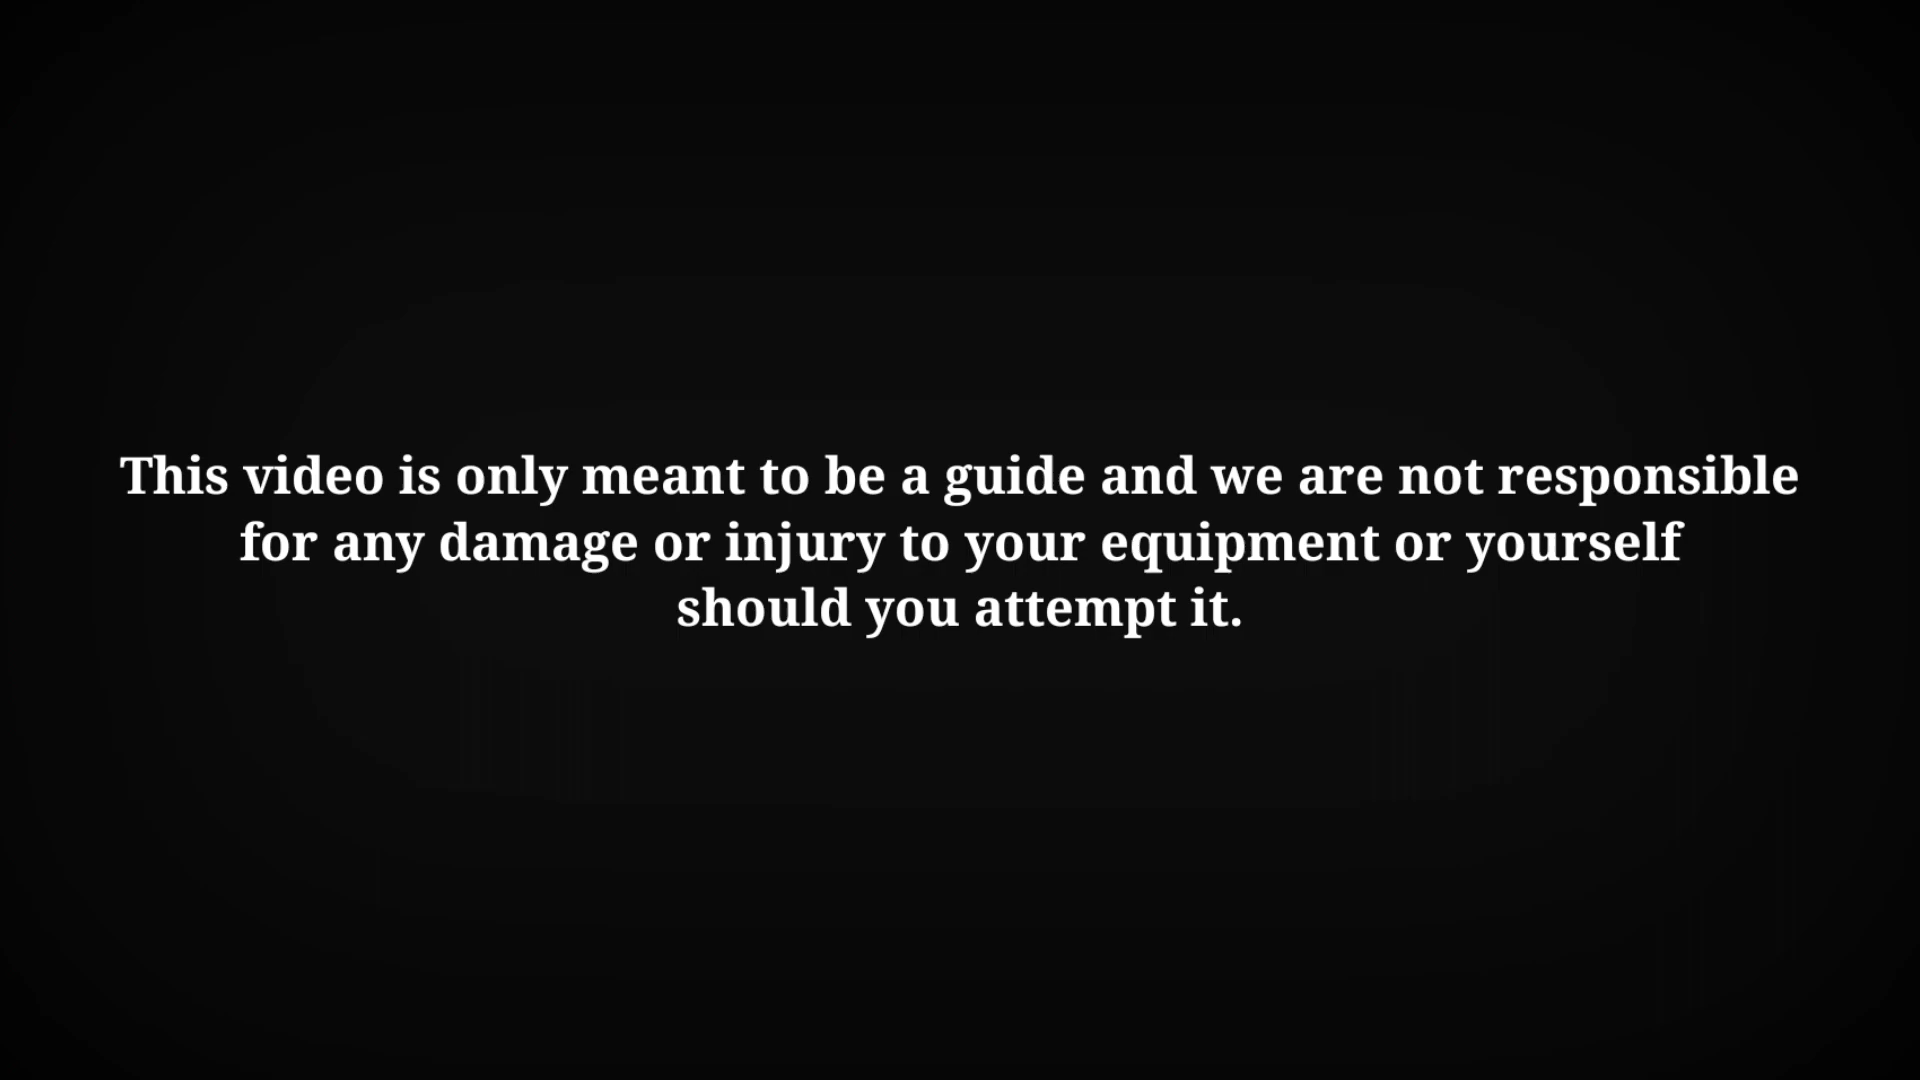 This video is only meant to be a guide and we are not responsible
for any damage or injury to your equipment or yourself
should you attempt it.